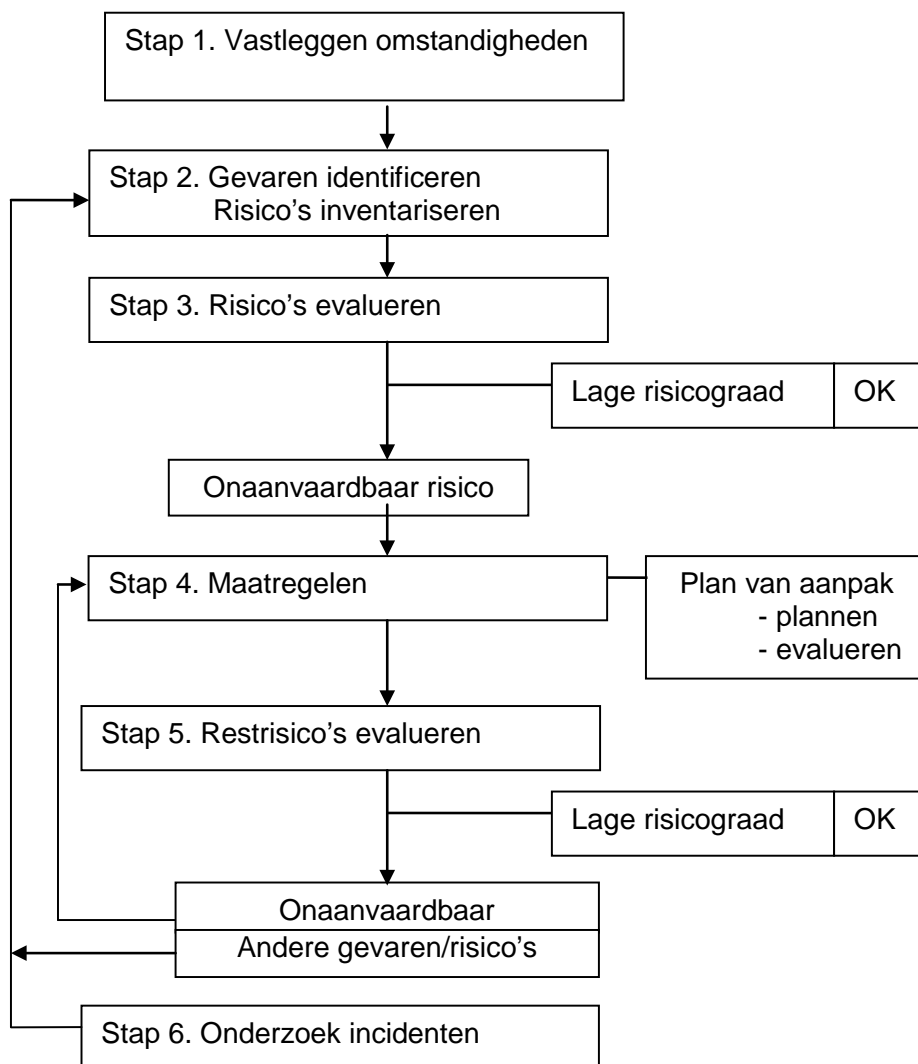 Stap 1. Vastleggen omstandigheden
Stap 2. Gevaren identificeren
Risico’s inventariseren
Stap 3. Risico’s evalueren
Lage risicograad OK
Onaanvaardbaar risico
Stap 4. Maatregelen
Plan van aanpak
- plannen
- evalueren
Stap 5. Restrisico’s evalueren
Lage risicograad OK
Onaanvaardbaar
Andere gevaren/risico’s
Stap 6. Onderzoek incidenten